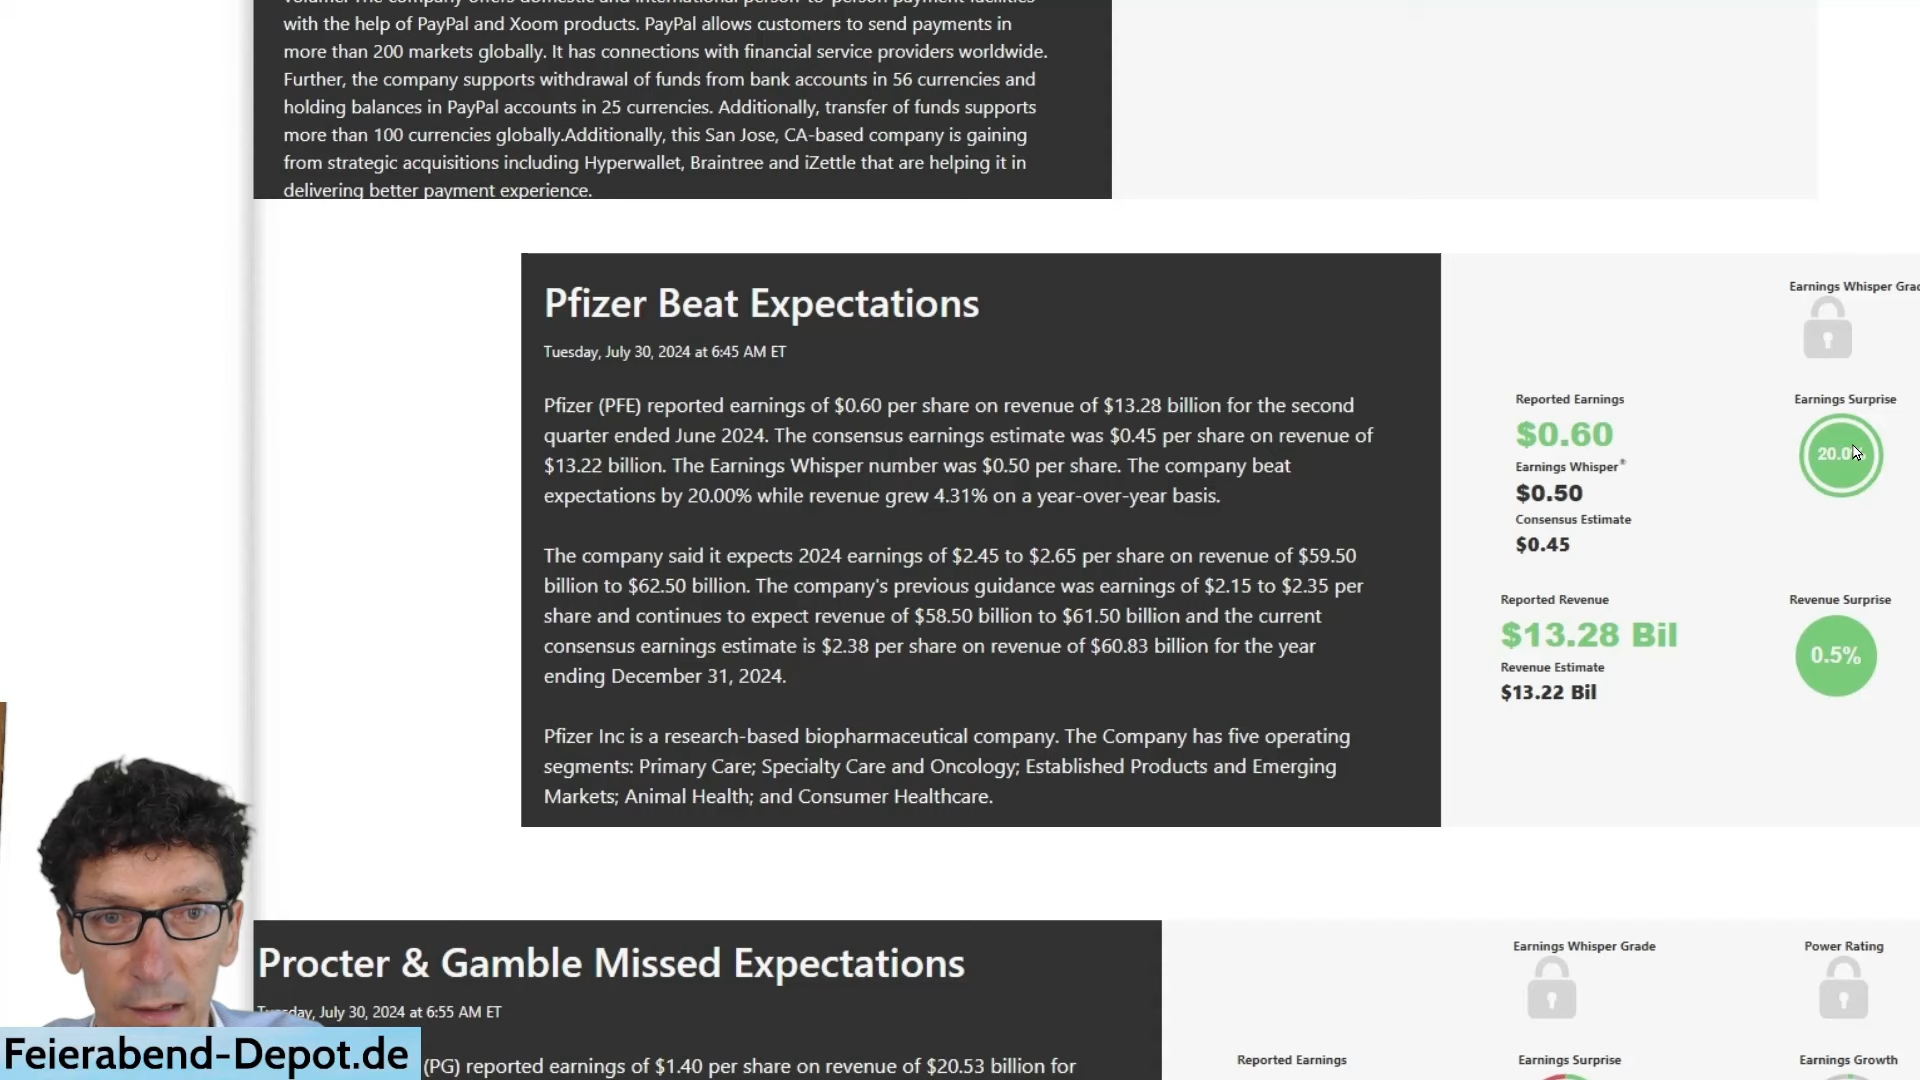 with the help of PayPal and Xoom products. PayPal allows customers to send payments in
more than 200 markets globally. It has connections with financial service providers worldwide.
Further, the company supports withdrawal of funds from bank accounts in 56 currencies and
holding balances in PayPal accounts in 25 currencies. Additionally, transfer of funds supports
more than 100 currencies globally.Additionally, this San Jose, CA-based company is gaining
from strategic acquisitions including Hyperwallet, Braintree and iZettle that are helping it in
delivering better payment experience.
Pfizer Beat Expectations
Tuesday, July 30, 2024 at 6:45 AM ET
Pfizer (PFE) reported earnings of $0.60 per share on revenue of $13.28 billion for the second
quarter ended June 2024. The consensus earnings estimate was $0.45 per share on revenue of
$13.22 billion. The Earnings Whisper number was $0.50 per share. The company beat
expectations by 20.00% while revenue grew 4.31% on a year-over-year basis.
The company said it expects 2024 earnings of $2.45 to $2.65 per share on revenue of $59.50
billion to $62.50 billion. The company's previous guidance was earnings of $2.15 to $2.35 per
share and continues to expect revenue of $58.50 billion to $61.50 billion and the current
consensus earnings estimate is $2.38 per share on revenue of $60.83 billion for the year
ending December 31, 2024.
Pfizer Inc is a research-based biopharmaceutical company. The Company has five operating
segments: Primary Care; Specialty Care and Oncology; Established Products and Emerging
Markets; Animal Health; and Consumer Healthcare.
Earnings Whisper
Reported Earnings
$0.60
Earnings Whisper®
$0.50
Consensus Estimate
$0.45
Earnings Surprise
20.0
Reported Revenue
$13.28 Bil
Revenue Estimate
$13.22 Bil
Revenue Surprise
0.5%
Procter & Gamble Missed Expectations
Tuesday, July 30, 2024 at 6:55 AM ET
(PG) reported earnings of $1.40 per share on revenue of $20.53 billion for
Earnings Whisper Grade
Power Rating
Reported Earnings
Earnings Surprise
Earnings Growth
Feierabend-Depot.de